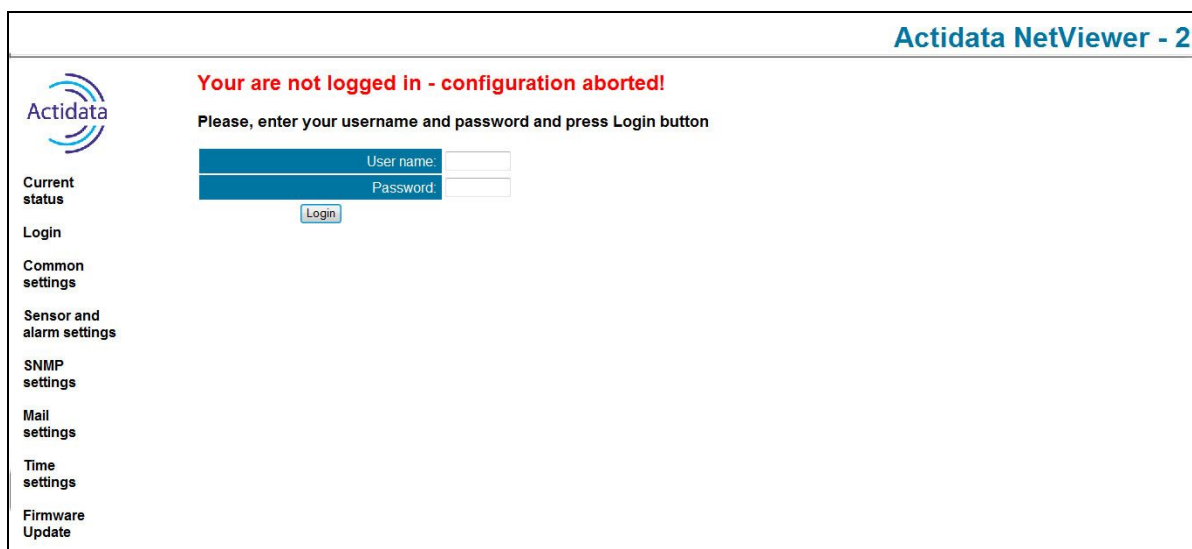 Actidata NetViewer - 2
Actidata
Your are not logged in - configuration aborted!
Please, enter your username and password and press Login button
User name:
Password:
Login
Current
status
Login
Common
settings
Sensor and
alarm settings
SNMP
settings
Mail
settings
Time
settings
Firmware
Update